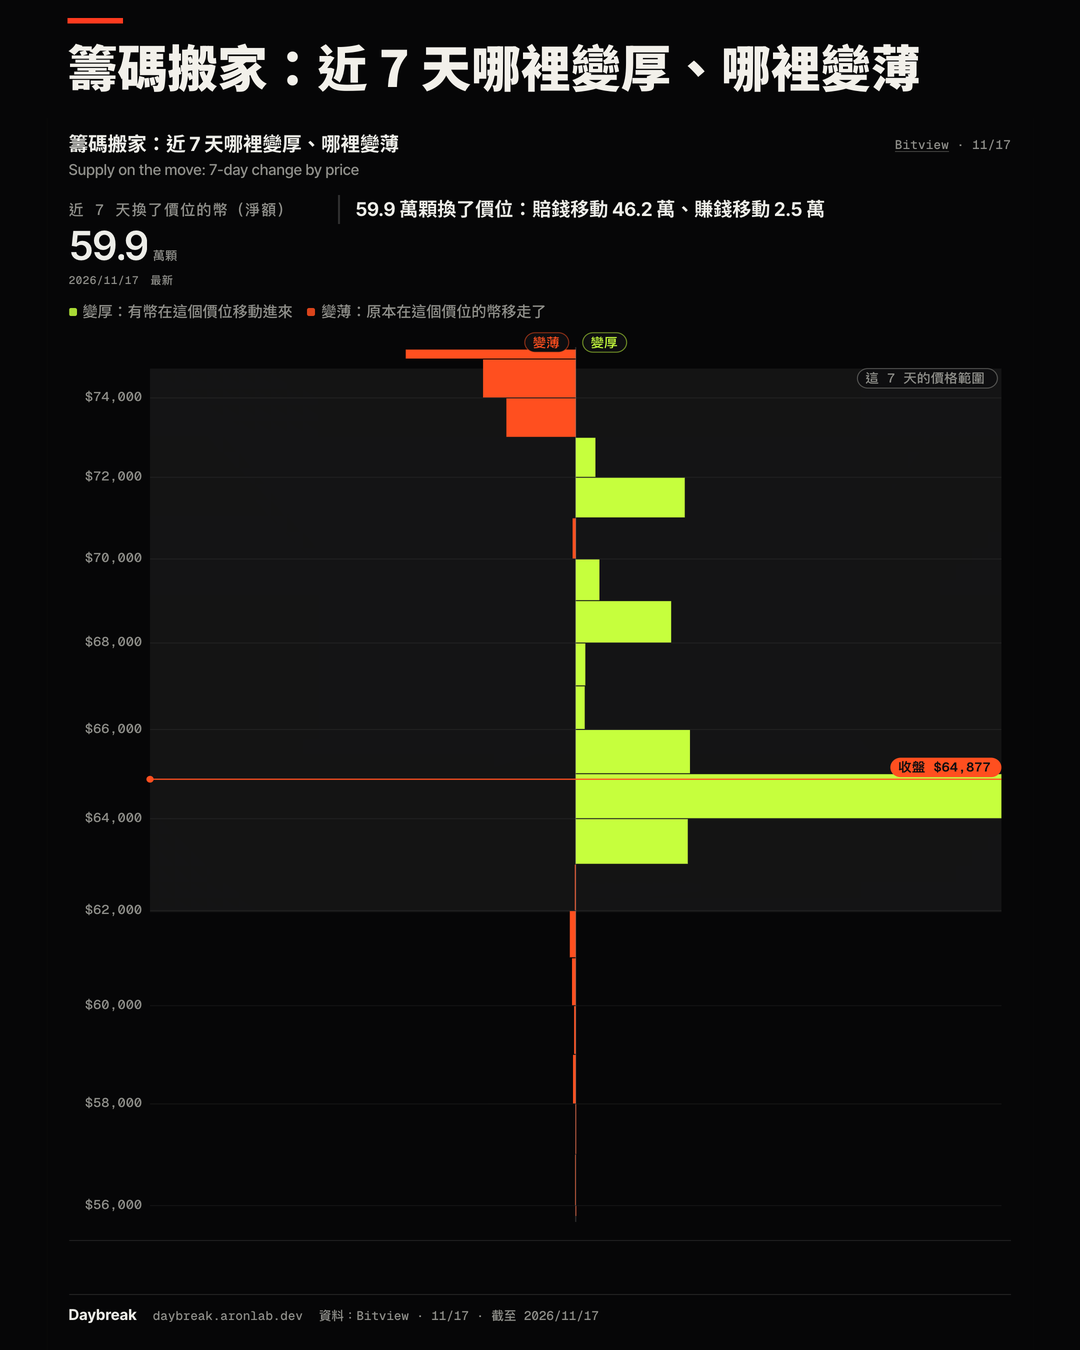 籌碼搬家：近 7 天哪裡變厚、哪裡變薄
籌碼搬家：近 7 天哪裡變厚、哪裡變薄
Bitview · 11/17
Supply on the move: 7-day change by price
近 7 天換了價位的幣（淨額）
59.9 萬顆換了價位：賠錢移動 46.2 萬、賺錢移動 2.5 萬
59.9 萬顆
2026/11/17 最新
變厚：有幣在這個價位移動進來
變薄：原本在這個價位的幣移走了
變薄
變厚
這 7 天的價格範圍
$74,000
$72,000
$70,000
$68,000
$66,000
收盤 $64,877
$64,000
$62,000
$60,000
$58,000
$56,000
Daybreak daybreak.aronlab.dev 資料：Bitview · 11/17 · 截至 2026/11/17